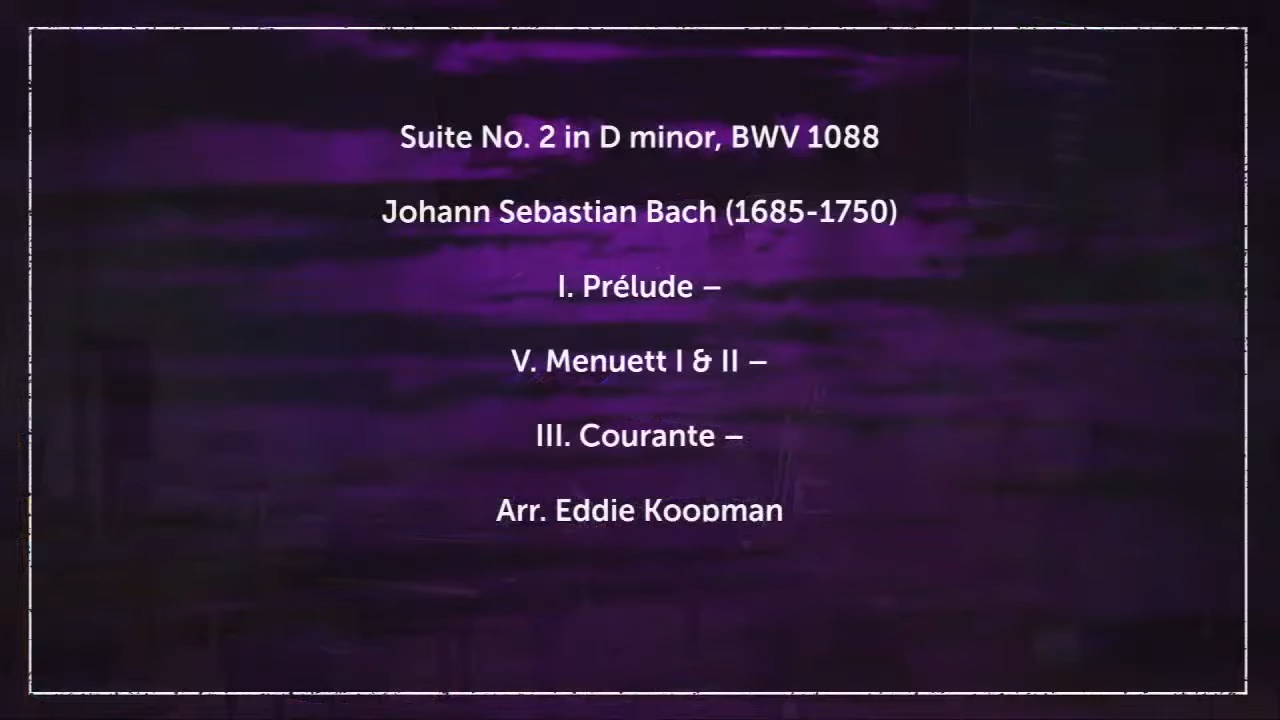 Suite No. 2 in D minor, BWV 1088
Johann Sebastian Bach (1685-1750)
I. Prélude –
V. Menuett I & II –
III. Courante –
Arr. Eddie Koopman